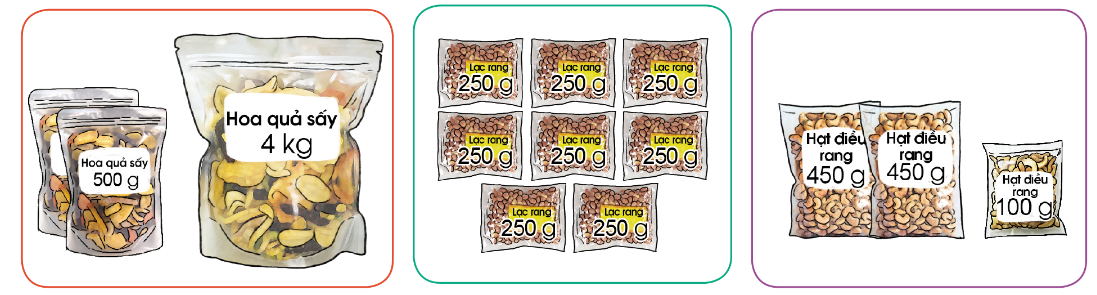 Hoa quả sấy
500 g
Hoa quả sấy
4 kg
Lạc rang
250 g
Lạc rang
250 g
Lạc rang
250 g
Lạc rang
250 g
Lạc rang
250 g
Lạc rang
250 g
Lạc rang
250 g
Lạc rang
250 g
Hạt điều
rang
450 g
Hạt điều
rang
450 g
Hạt điều
rang
100 g